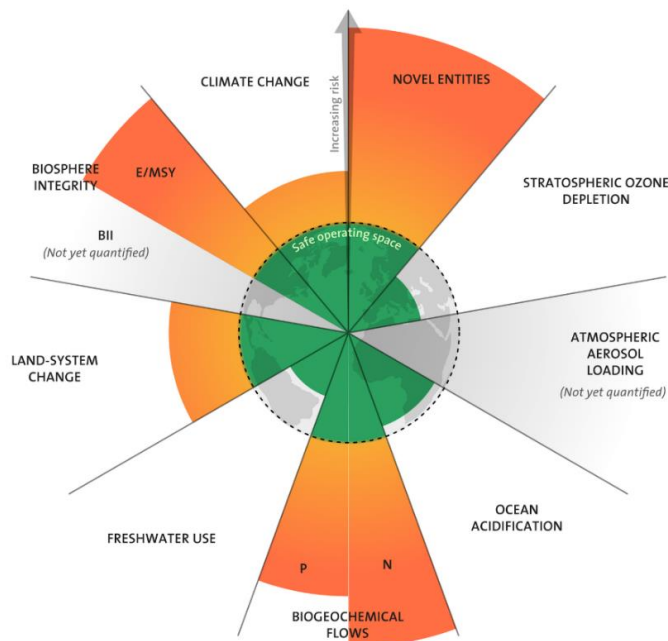 CLIMATE CHANGE
Increasing risk
NOVEL ENTITIES
BIOSPHERE
INTEGRITY
E/MSY
BII
(Not yet quantified)
STRATOSPHERIC OZONE
DEPLETION
Safe operating space
LAND-SYSTEM
CHANGE
ATMOSPHERIC
AEROSOL
LOADING
(Not yet quantified)
FRESHWATER USE
P
N
BIOGEOCHEMICAL
FLOWS
OCEAN
ACIDIFICATION